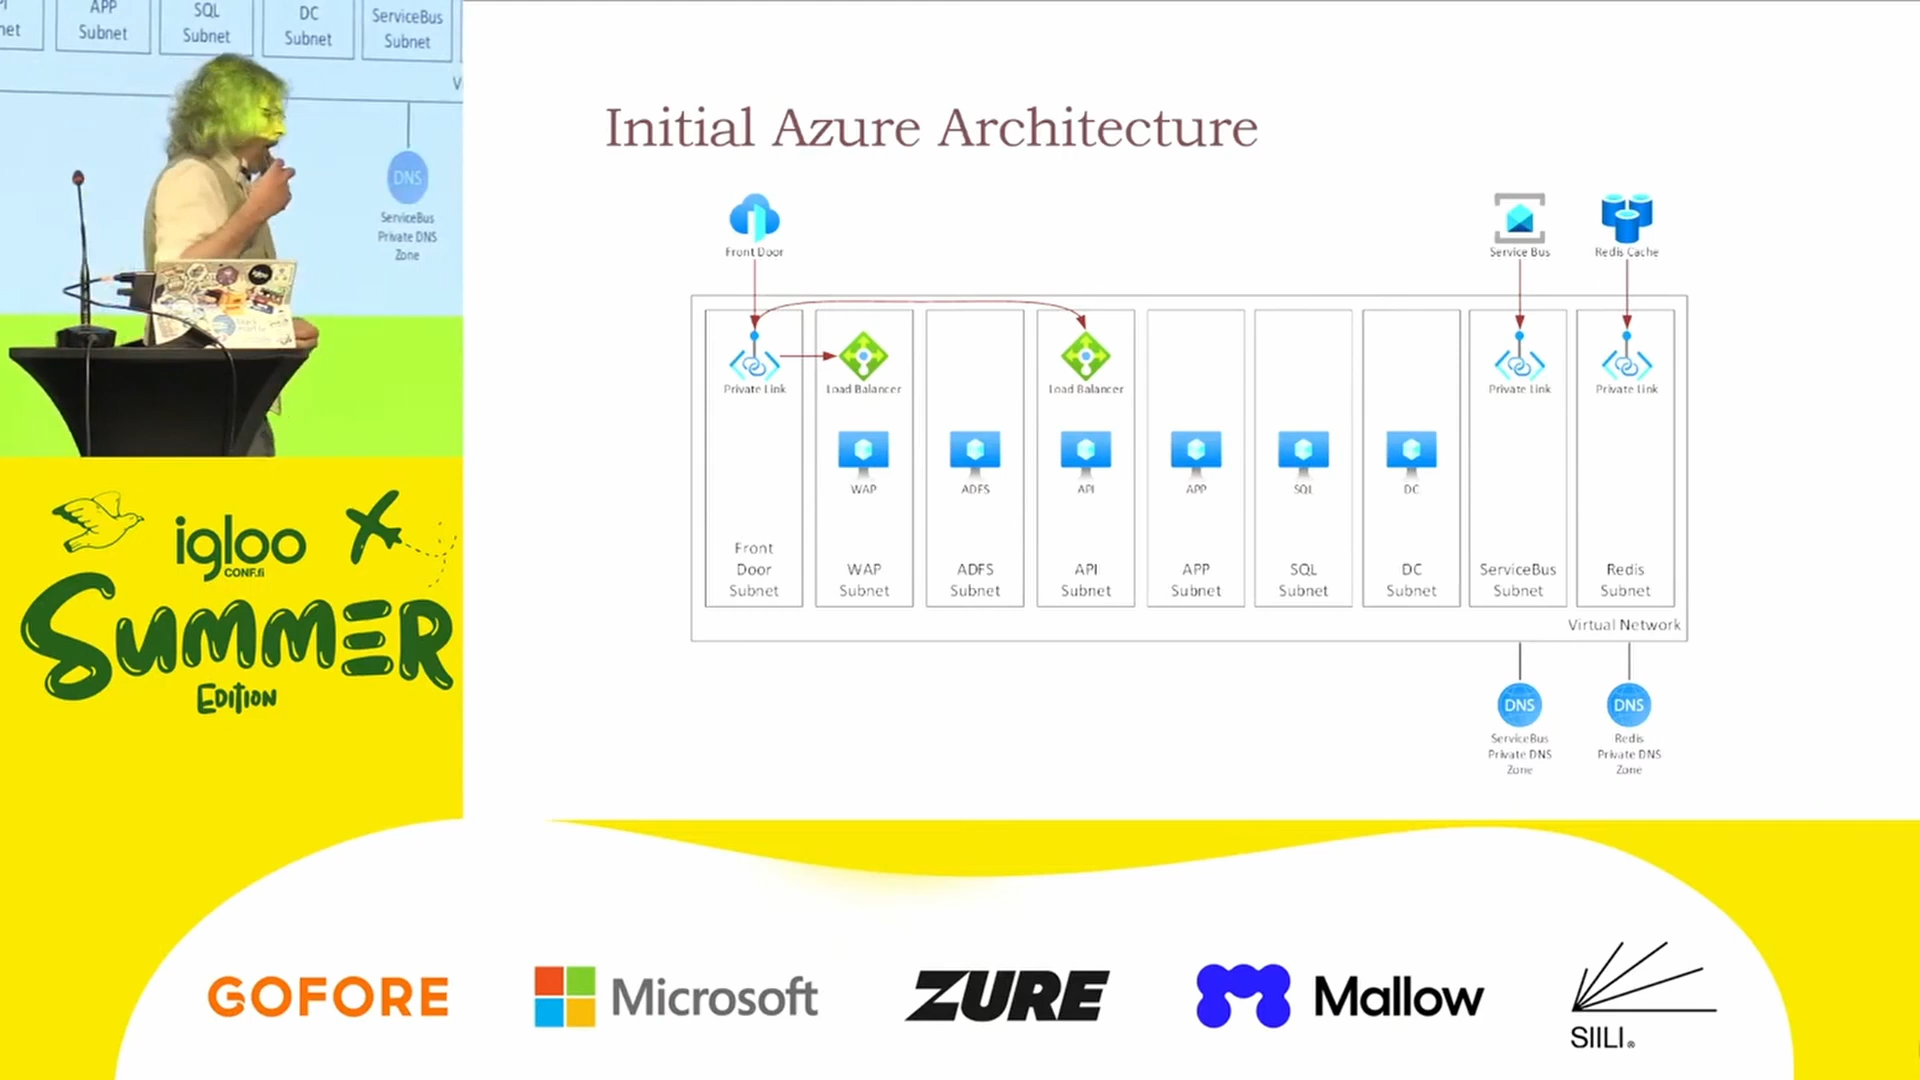 APP
Subnet
SQL
Subnet
DC
Subnet
ServiceBus
Subnet
DNS
ServiceBus
Private DNS
Zone
igloo
CONF.fi
SUMMER
EDITION
Initial Azure Architecture
Front Door
Service Bus
Redis Cache
Private Link
Load Balancer
Load Balancer
Private Link
Private Link
WAP
ADFS
API
APP
SQL
DC
Front
Door
Subnet
WAP
Subnet
ADFS
Subnet
API
Subnet
APP
Subnet
SQL
Subnet
DC
Subnet
ServiceBus
Subnet
Redis
Subnet
Virtual Network
DNS
ServiceBus
Private DNS
Zone
DNS
Redis
Private DNS
Zone
GOFORE
Microsoft
ZURE
Mallow
SIILI®